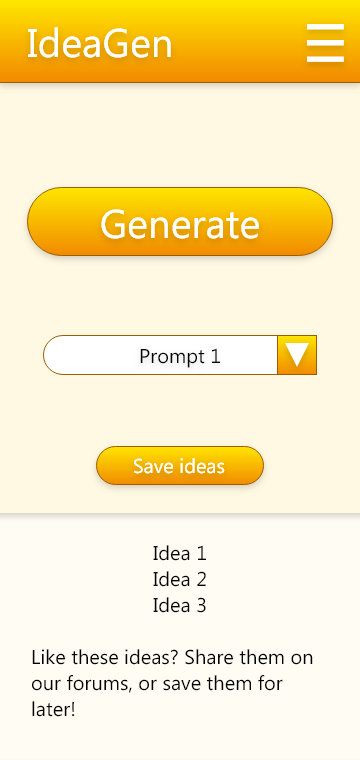 IdeaGen
Generate
Prompt 1
Save ideas
Idea 1
Idea 2
Idea 3
Like these ideas? Share them on
our forums, or save them for
later!